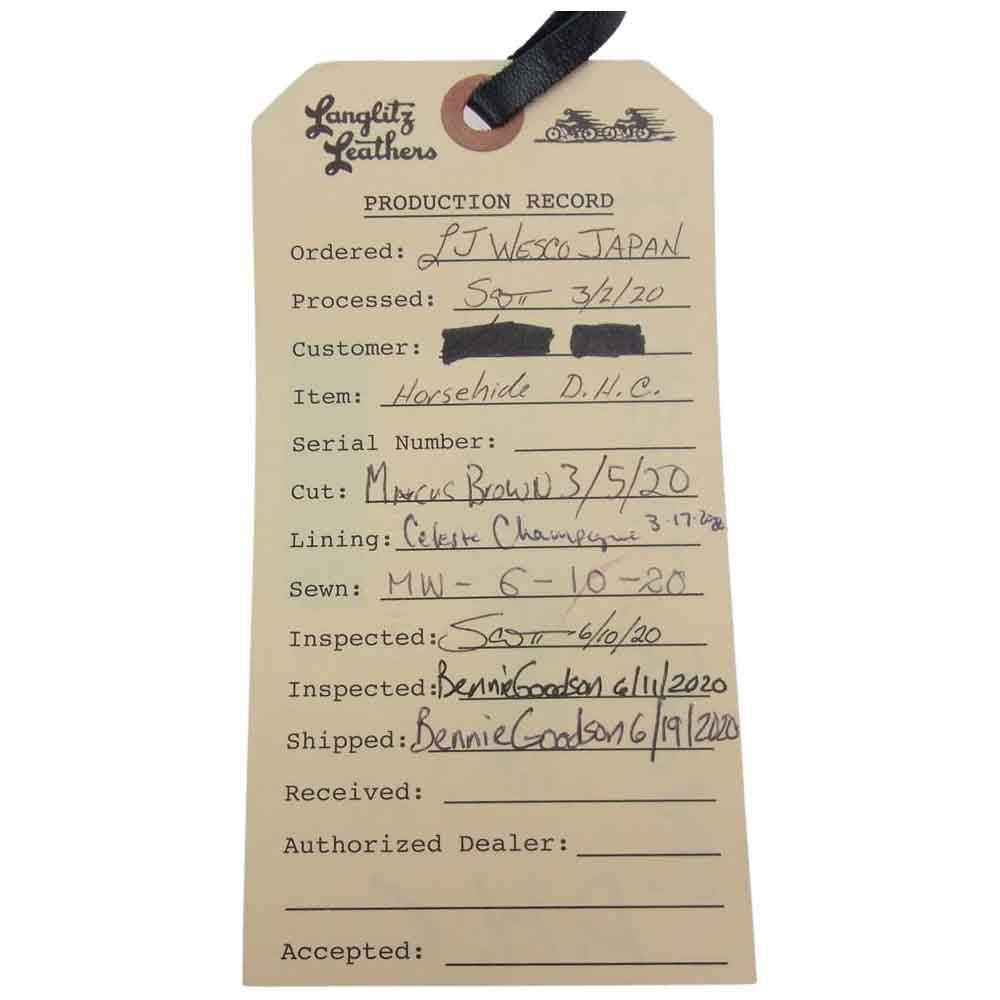 Langlitz
Leathers
PRODUCTION RECORD
Ordered: LJ WESCO JAPAN
Processed: Scott 3/2/20
Customer:
Item: Horsehide D.H.C.
Serial Number:
Cut: Marcus Brown 3/5/20
Lining: Celeste Champagne 3-17-2020
Sewn: MW - 6-10-20
Inspected: Scott 6/10/20
Inspected: Bennie Goodson 6/11/2020
Shipped: Bennie Goodson 6/19/2020
Received:
Authorized Dealer:
Accepted: